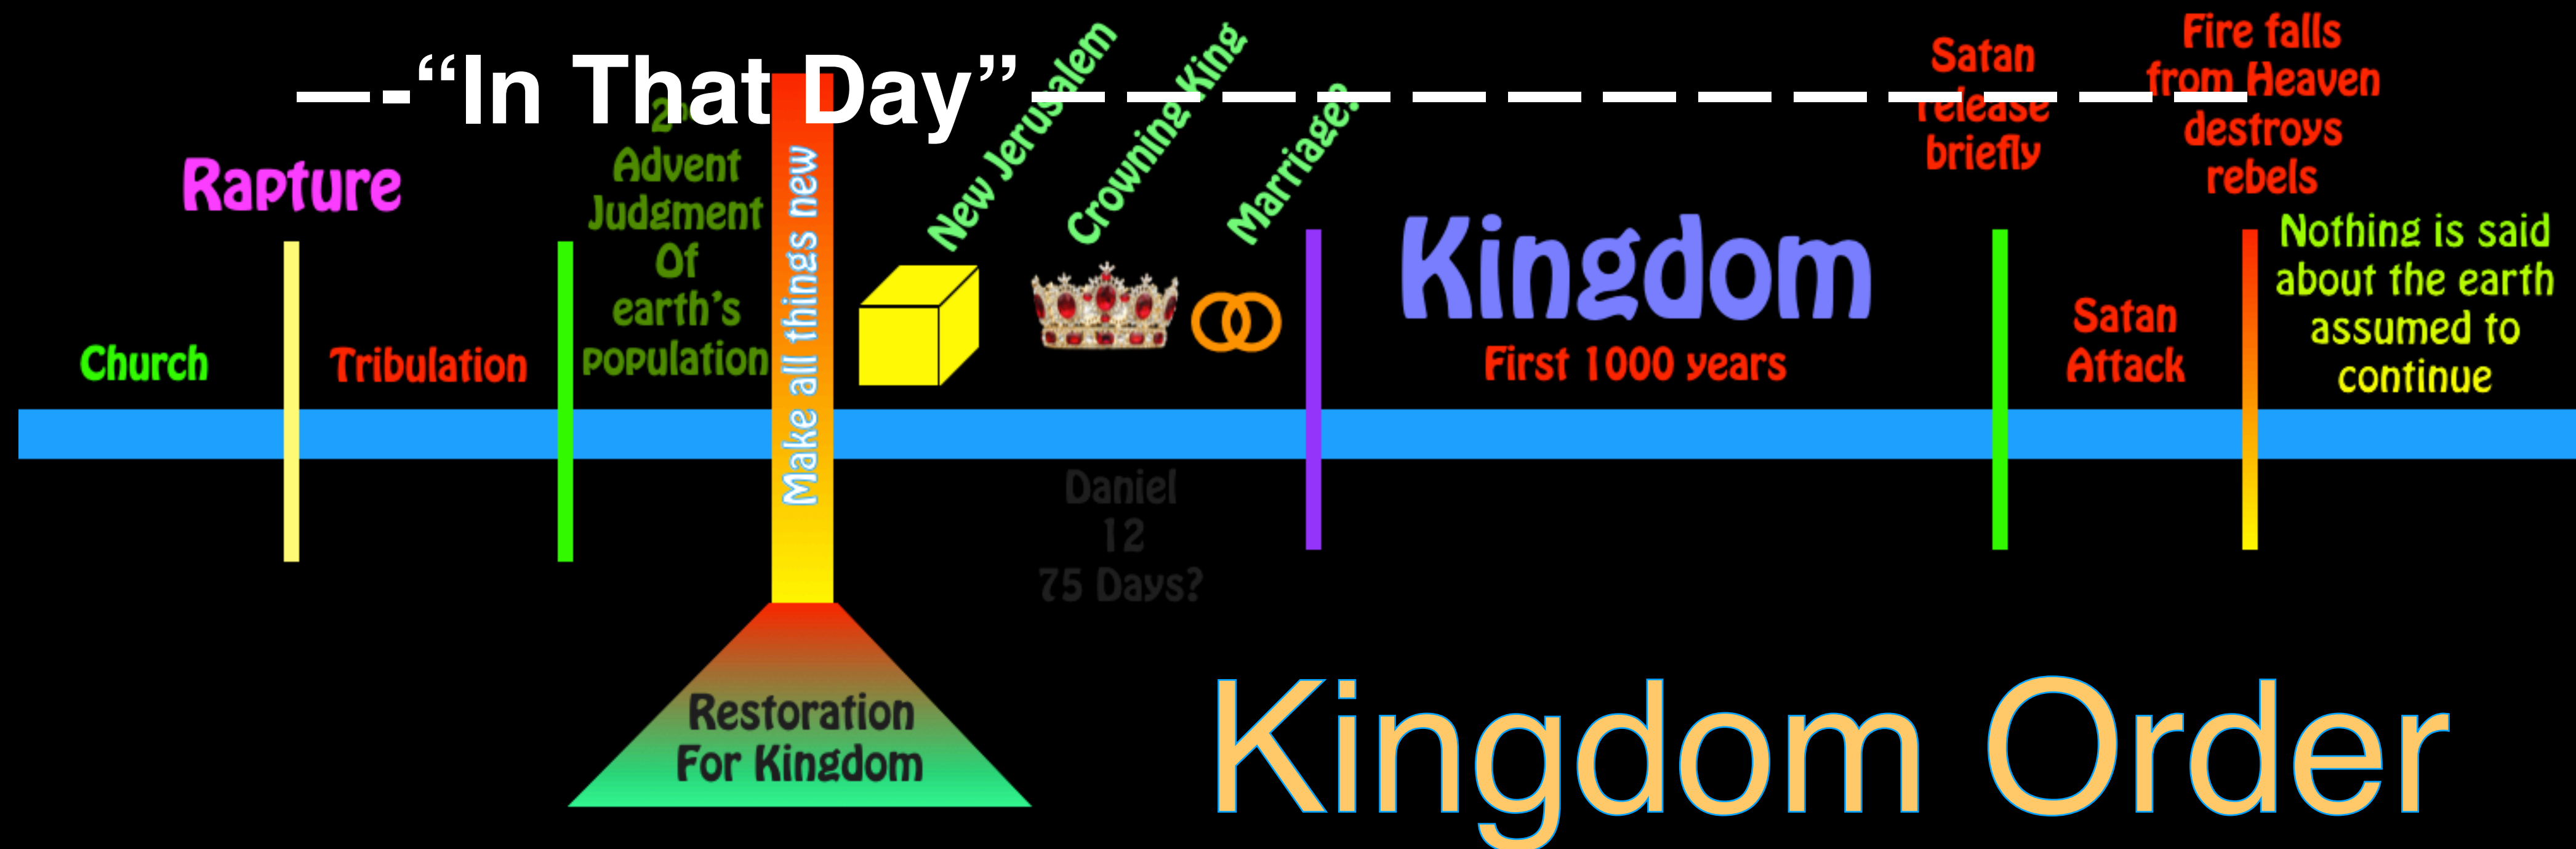 —-“In That Day”— — — — — — — — — — — — —
Rapture
Church
Tribulation
Advent
Judgment
Of
earth’s
population
Make all things new
New Jerusalem
Crowning King
Marriage?
Kingdom
First 1000 years
Satan
release
briefly
Satan
Attack
Fire falls
from Heaven
destroys
rebels
Nothing is said
about the earth
assumed to
continue
Daniel
12
75 Days?
Restoration
For Kingdom
Kingdom Order